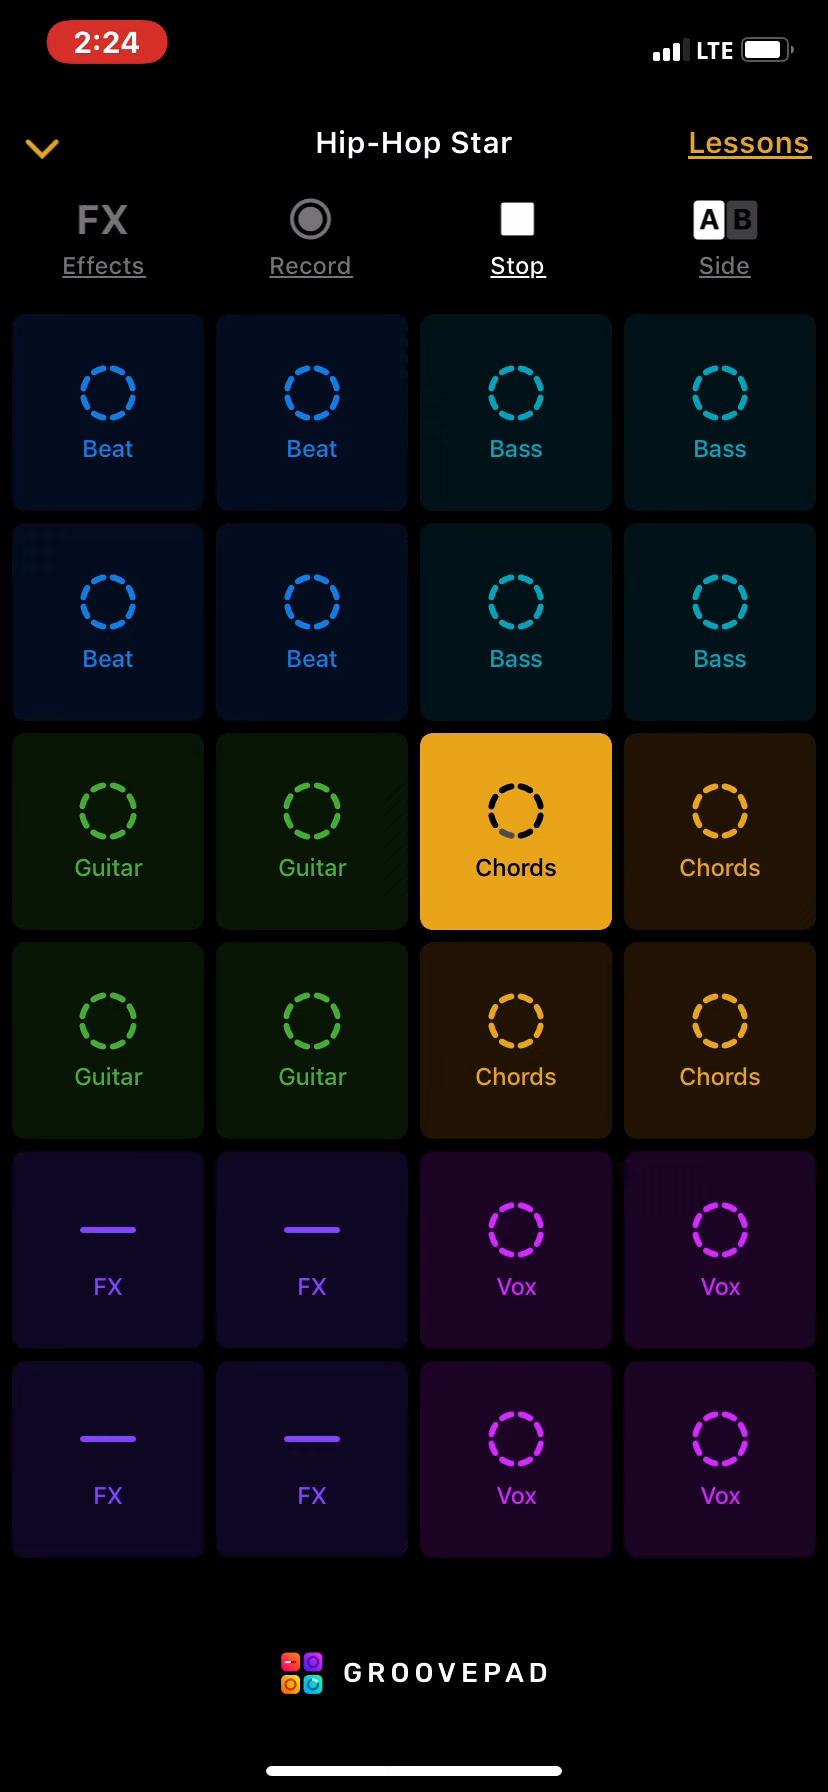 2:24 LTE
Hip-Hop Star Lessons
FX A B
Effects Record Stop Side
Beat Beat Bass Bass
Beat Beat Bass Bass
Guitar Guitar Chords Chords
Guitar Guitar Chords Chords
FX FX Vox Vox
FX FX Vox Vox
GROOVEPAD